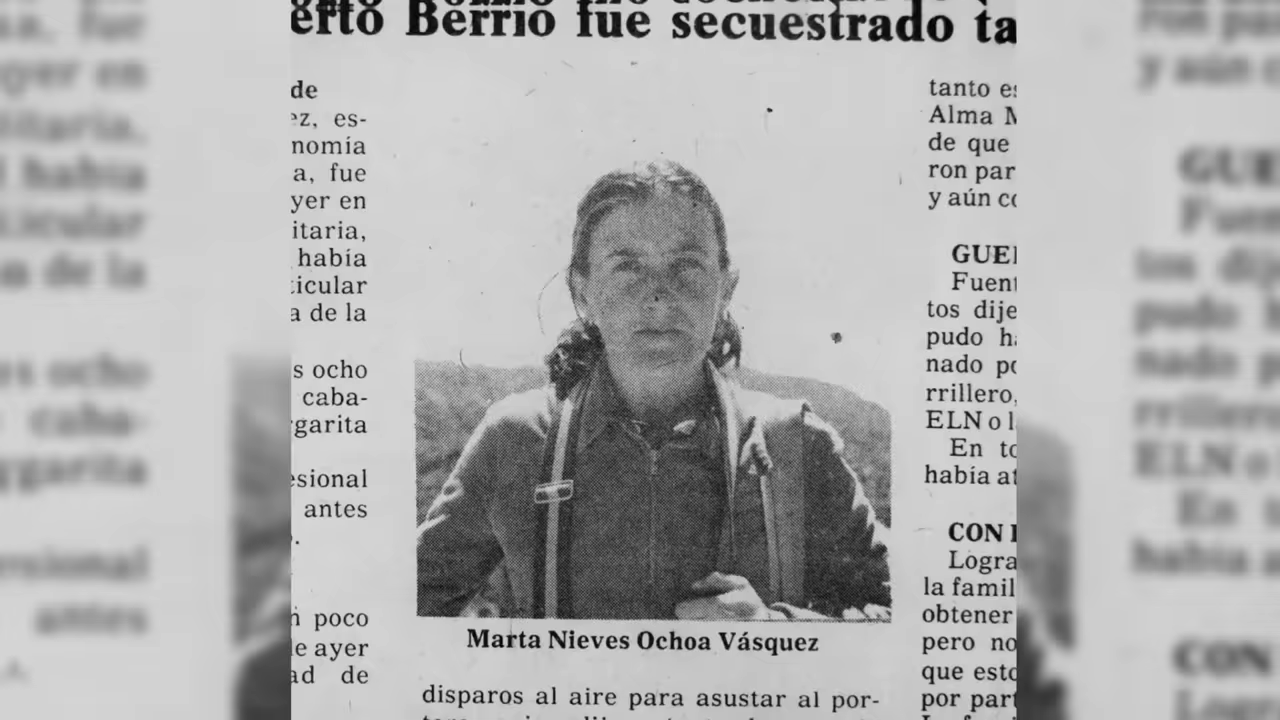 erto Berrío fue secuestrado ta
de
ez, es-
nomía
a, fue
yer en
itaria,
había
ticular
a de la
s ocho
caba-
rgarita
esional
antes
poco
le ayer
ad de
Marta Nieves Ochoa Vásquez
disparos al aire para asustar al por-
tanto es
Alma M
de que
ron par
y aún co
GUE
Fuent
tos dije
pudo ha
nado po
rrillero,
ELN o l
En to
había at
CON
Logra
la famil
obtener
pero no
que esto
por part